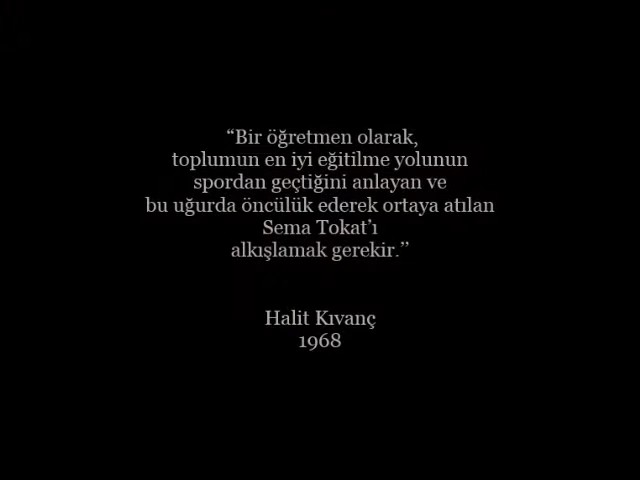 “Bir öğretmen olarak,
toplumun en iyi eğitilme yolunun
spordan geçtiğini anlayan ve
bu uğurda öncülük ederek ortaya atılan
Sema Tokat’ı
alkışlamak gerekir.’’
Halit Kıvanç
1968